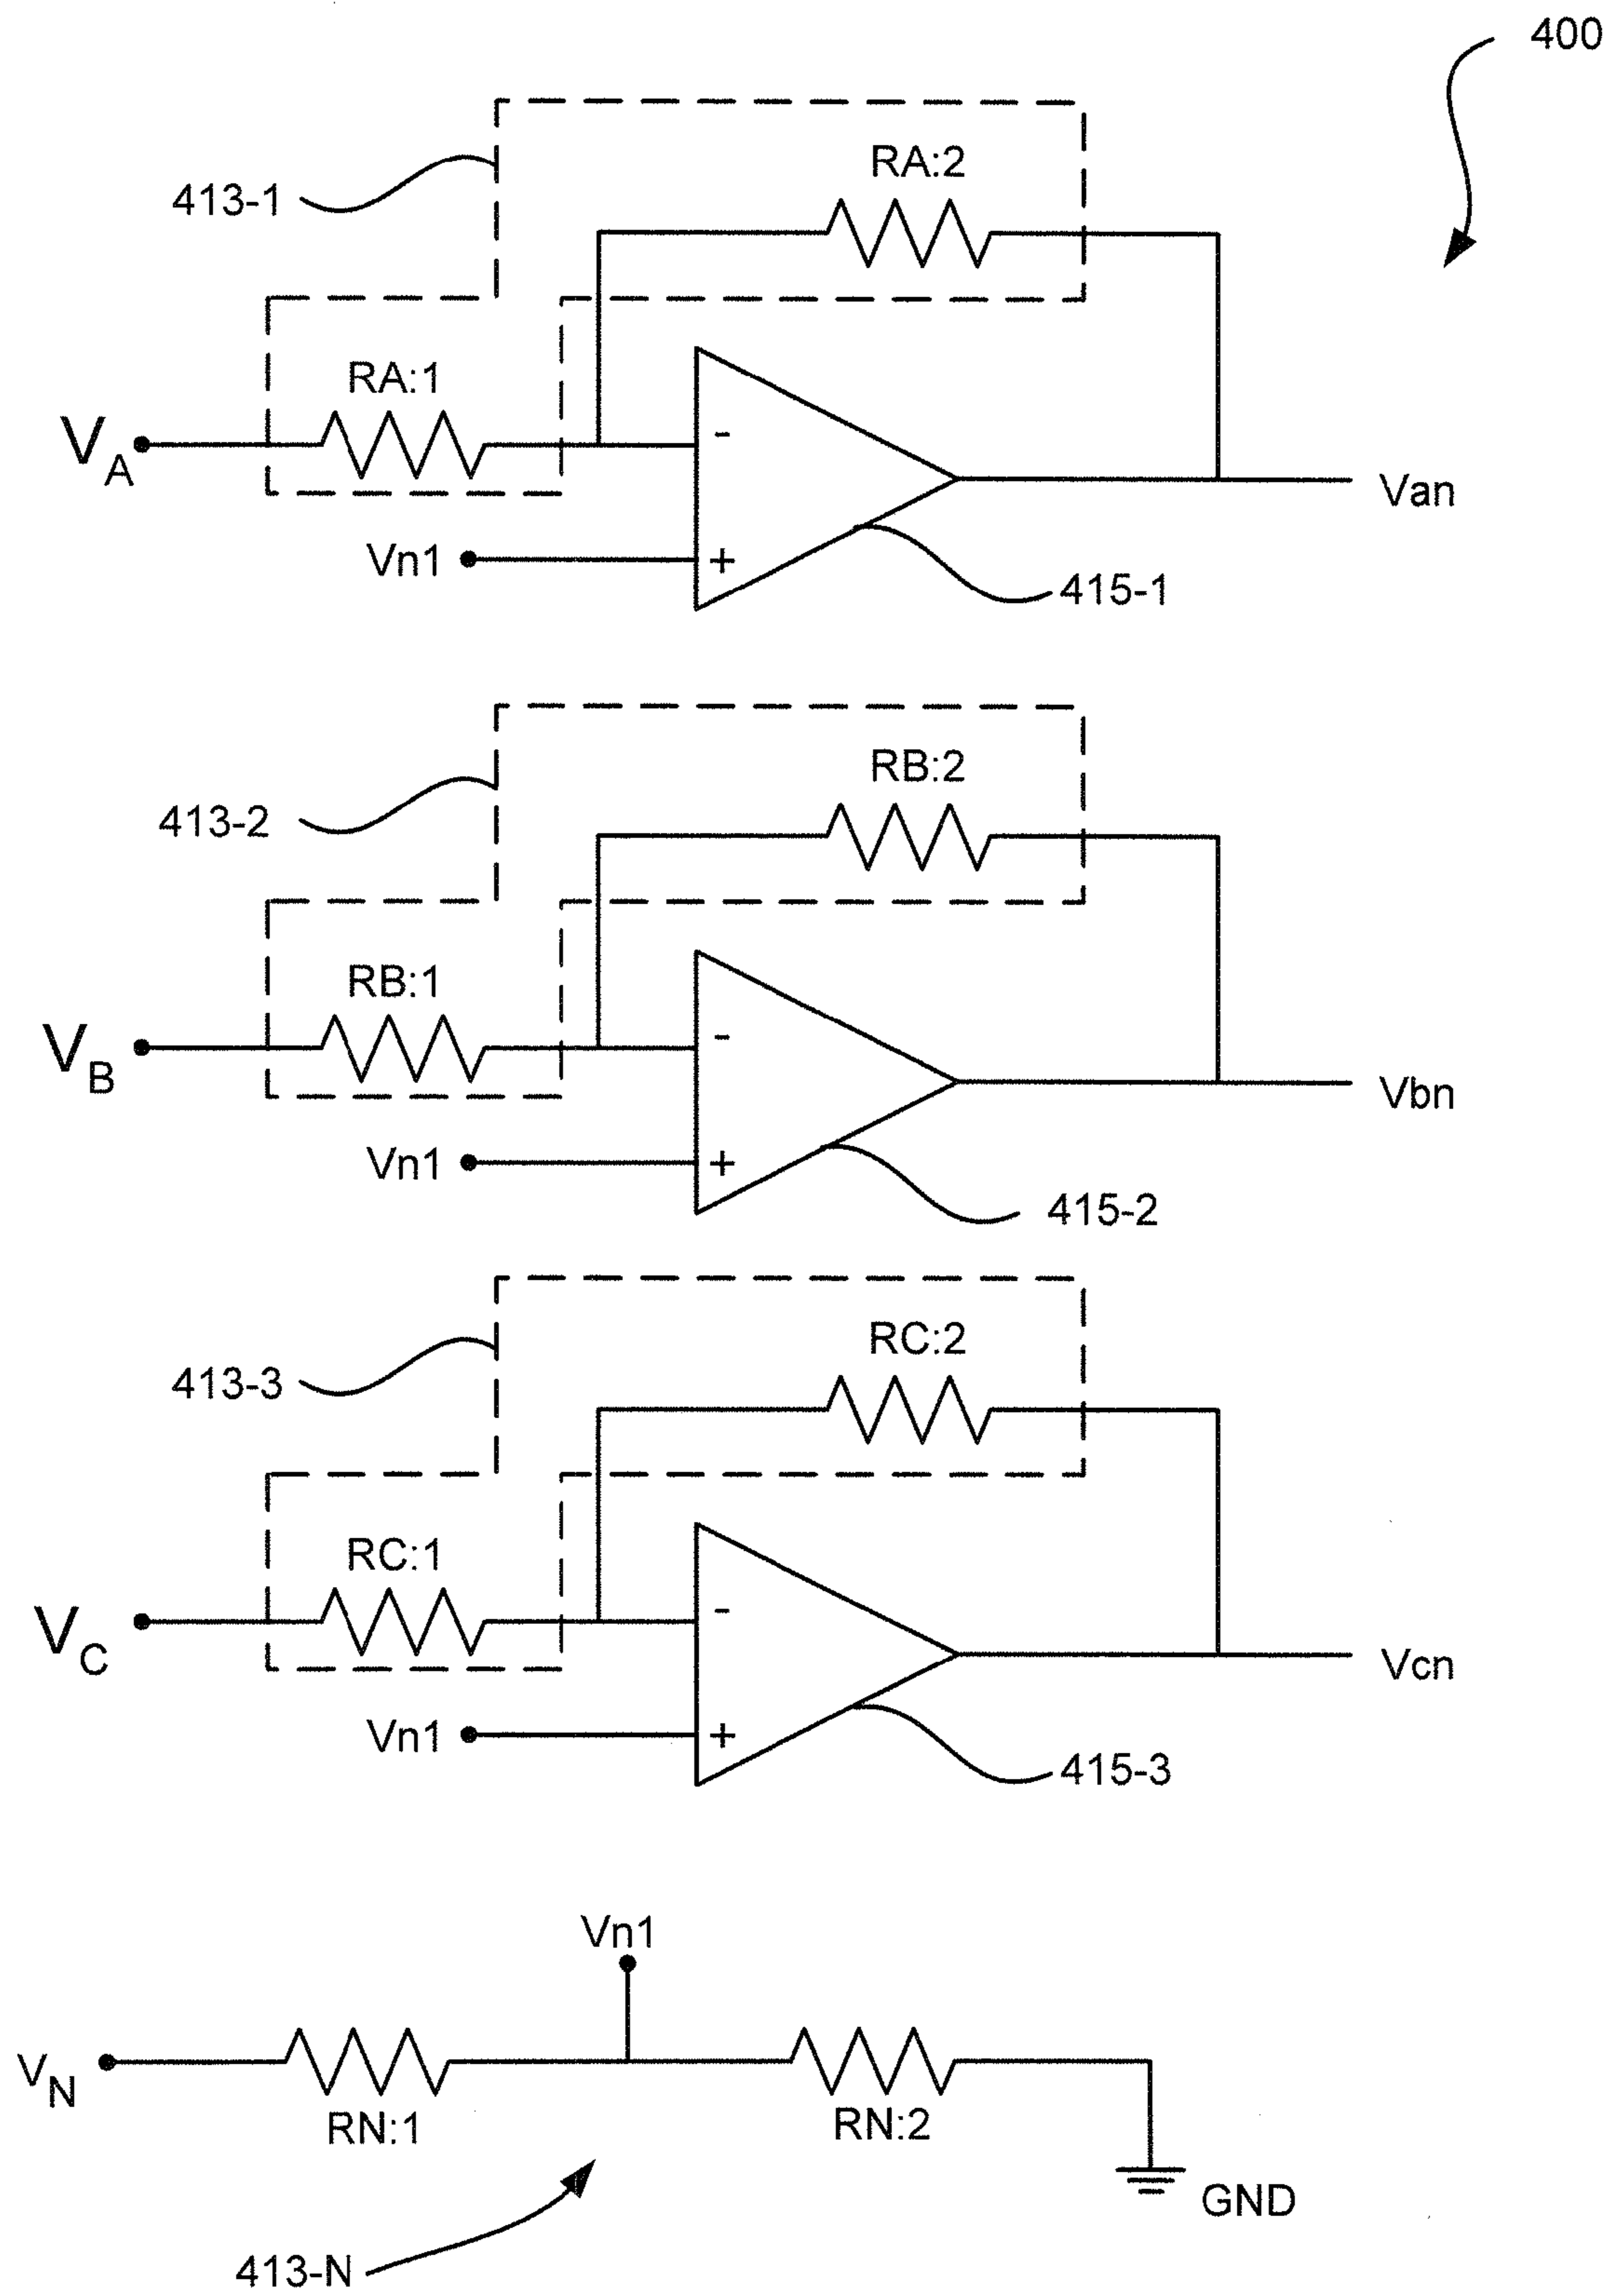 400
RA:2
413-1
RA:1
VA
-
Van
Vn1
+
415-1
RB:2
413-2
RB:1
VB
-
Vbn
Vn1
+
415-2
RC:2
413-3
RC:1
VC
-
Vcn
Vn1
+
415-3
Vn1
VN
RN:1
RN:2
GND
413-N